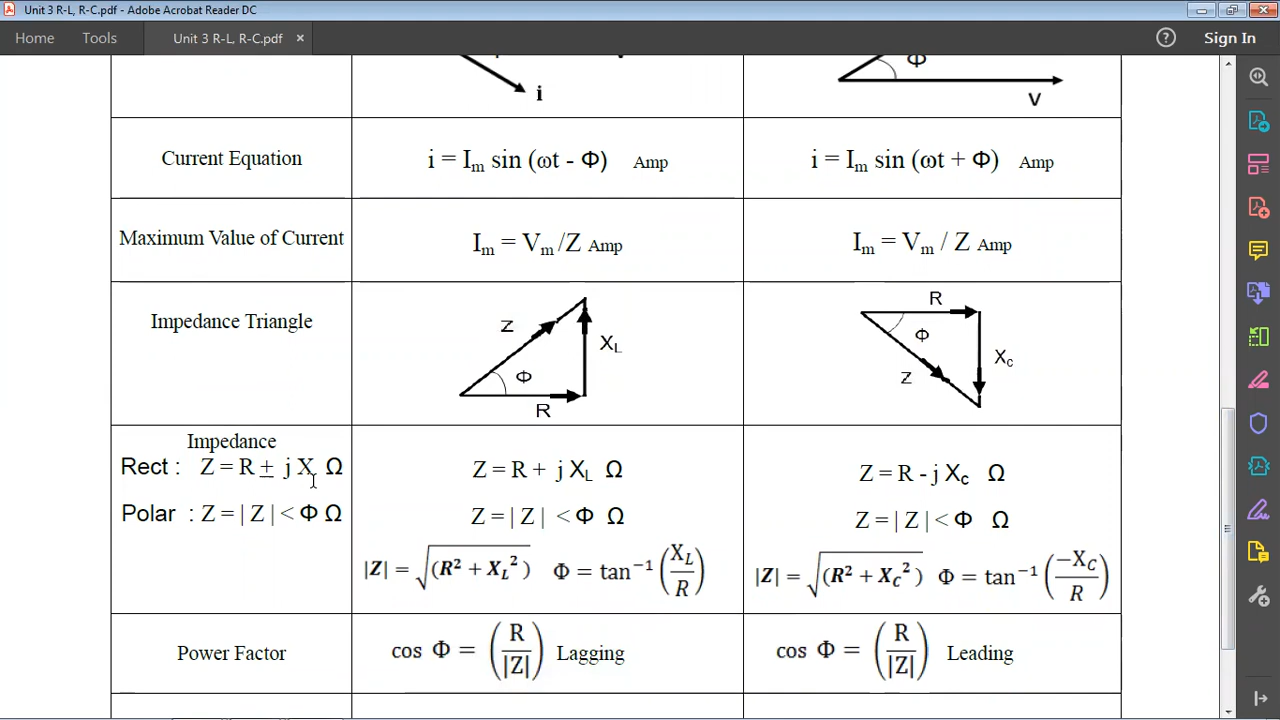 Unit 3 R-L, R-C.pdf - Adobe Acrobat Reader DC
Home Tools Unit 3 R-L, R-C.pdf × ? Sign In
i Φ V
Current Equation i = Im sin (ωt - Φ) Amp i = Im sin (ωt + Φ) Amp
Maximum Value of Current Im = Vm /Z Amp Im = Vm / Z Amp
Impedance Triangle
Z XL Φ R
R Φ Xc Z
Impedance
Rect : Z = R ± j X Ω Z = R + j XL Ω Z = R - j Xc Ω
Polar : Z = | Z | < Φ Ω Z = | Z | < Φ Ω Z = | Z | < Φ Ω
|Z| = √(R² + XL²) Φ = tan⁻¹ (XL/R) |Z| = √(R² + XC²) Φ = tan⁻¹ (−XC/R)
Power Factor cos Φ = (R/|Z|) Lagging cos Φ = (R/|Z|) Leading